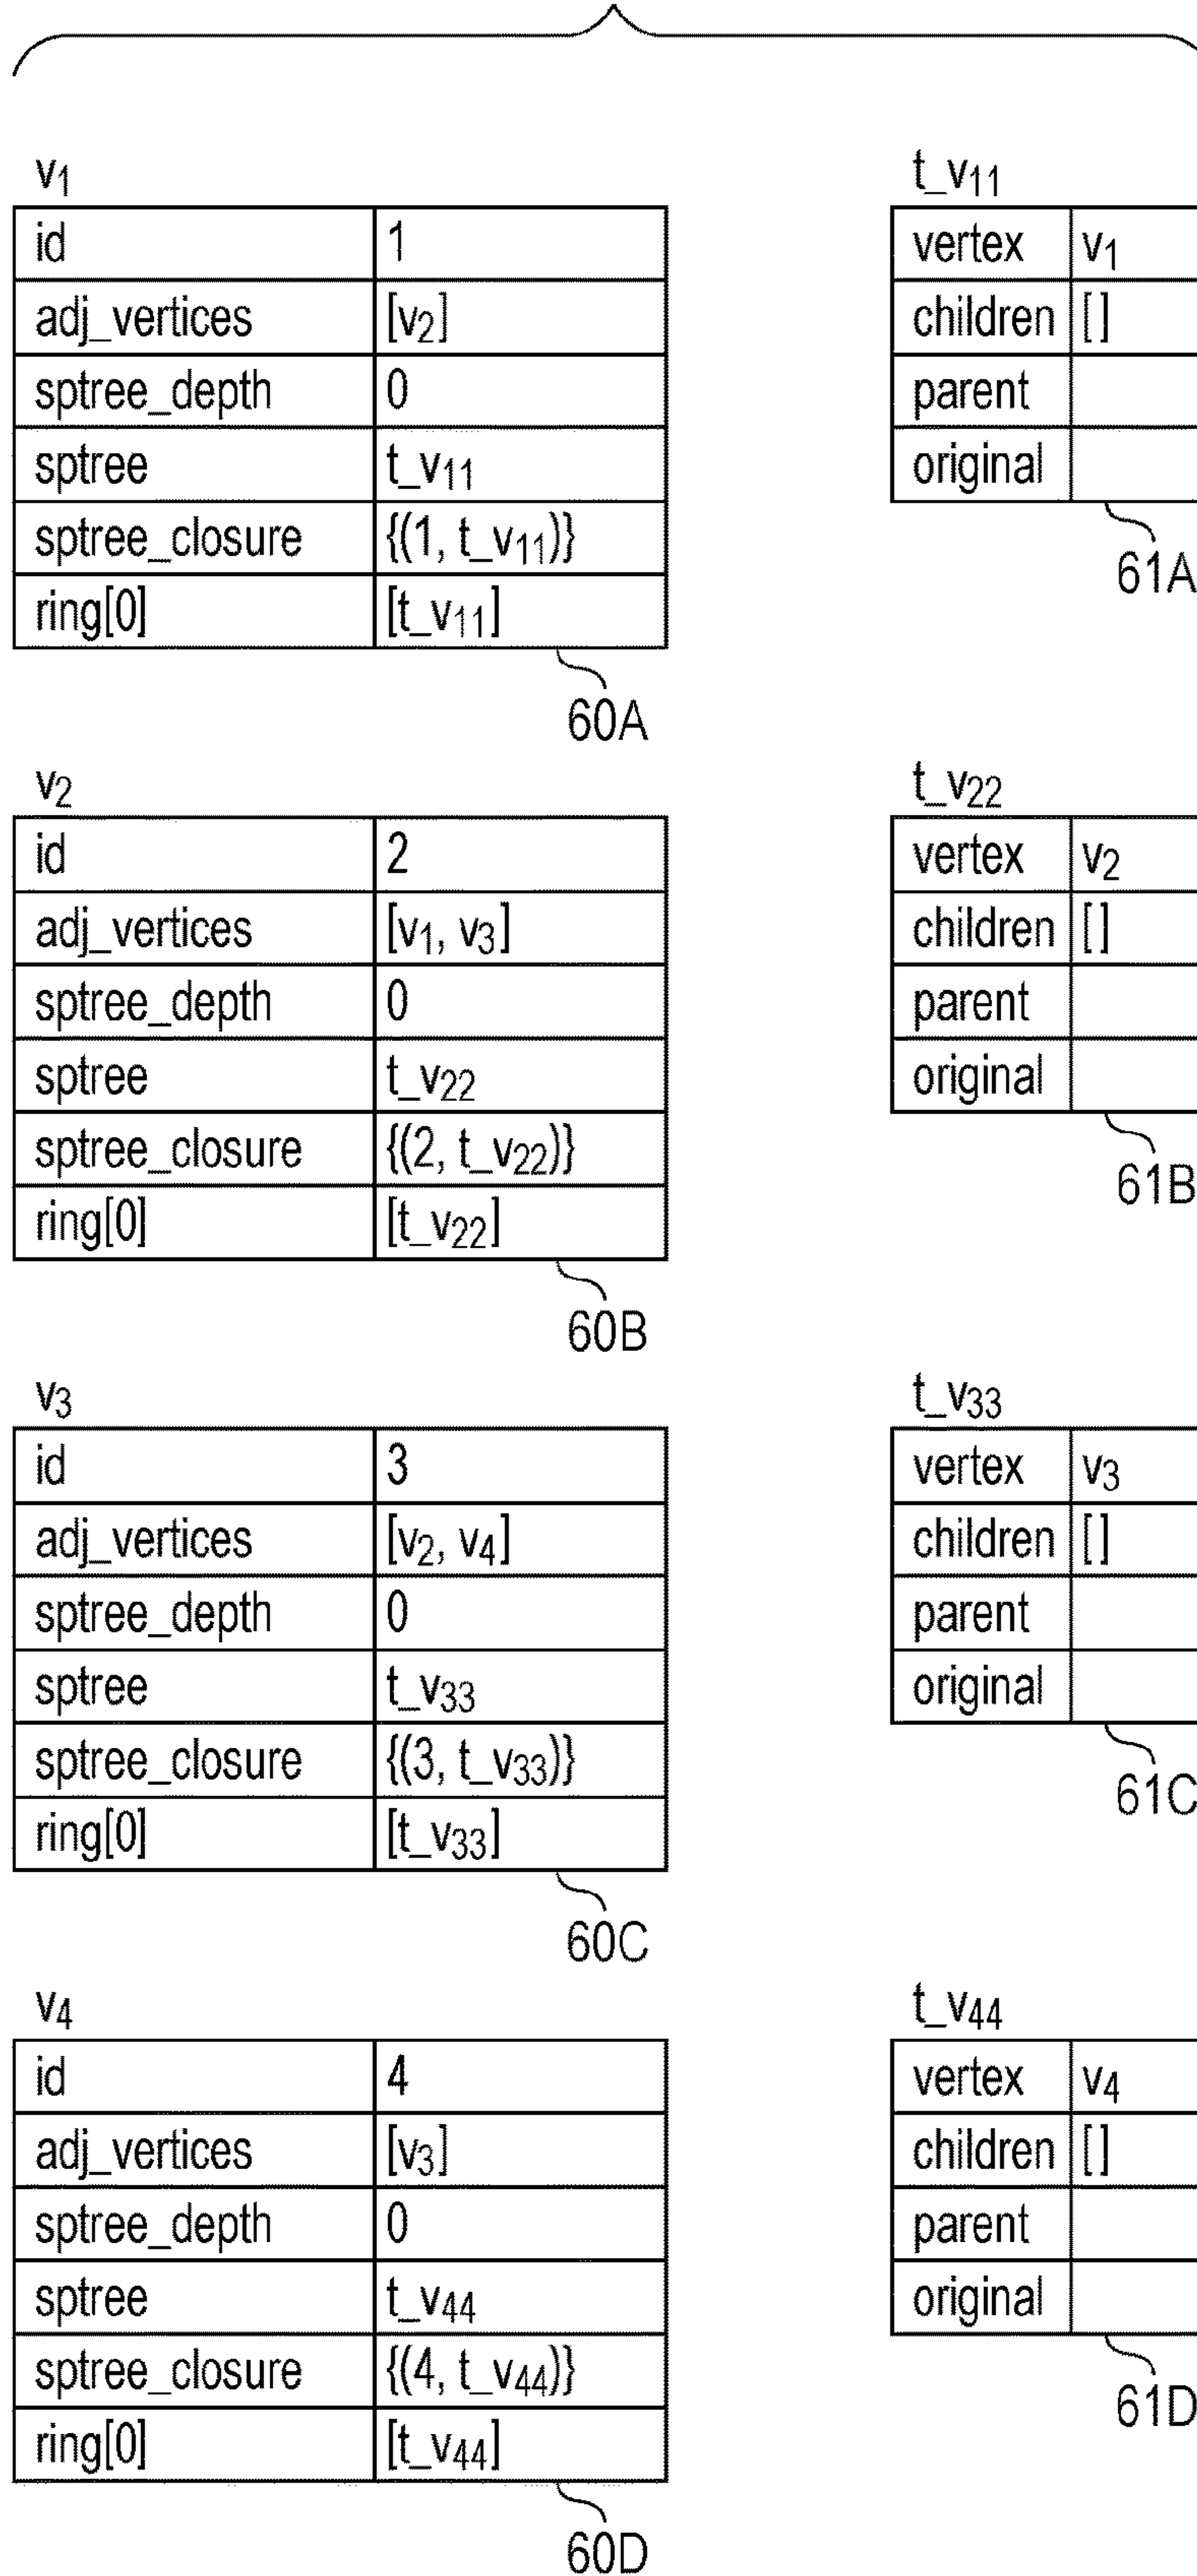 v1 t_v11
id 1 vertex v1
adj_vertices [v2] children [ ]
sptree_depth 0 parent
sptree t_v11 original
sptree_closure {(1, t_v11)} 61A
ring[0] [t_v11]
60A
v2 t_v22
id 2 vertex v2
adj_vertices [v1, v3] children [ ]
sptree_depth 0 parent
sptree t_v22 original
sptree_closure {(2, t_v22)} 61B
ring[0] [t_v22]
60B
v3 t_v33
id 3 vertex v3
adj_vertices [v2, v4] children [ ]
sptree_depth 0 parent
sptree t_v33 original
sptree_closure {(3, t_v33)} 61C
ring[0] [t_v33]
60C
v4 t_v44
id 4 vertex v4
adj_vertices [v3] children [ ]
sptree_depth 0 parent
sptree t_v44 original
sptree_closure {(4, t_v44)} 61D
ring[0] [t_v44]
60D